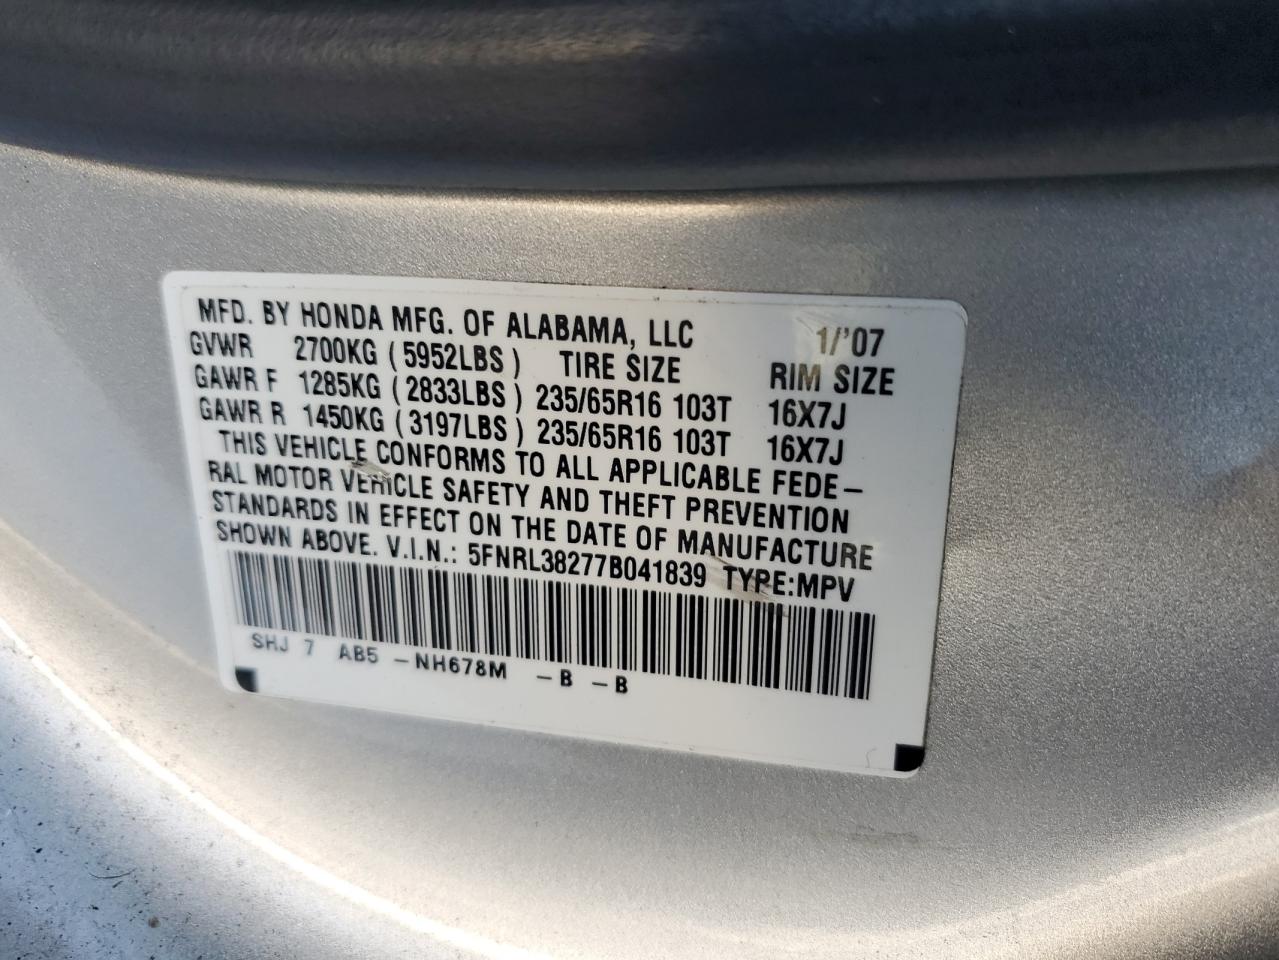 MFD. BY HONDA MFG. OF ALABAMA, LLC 1/'07
GVWR 2700KG (5952LBS) TIRE SIZE RIM SIZE
GAWR F 1285KG (2833LBS) 235/65R16 103T 16X7J
GAWR R 1450KG (3197LBS) 235/65R16 103T 16X7J
THIS VEHICLE CONFORMS TO ALL APPLICABLE FEDE-
RAL MOTOR VEHICLE SAFETY AND THEFT PREVENTION
STANDARDS IN EFFECT ON THE DATE OF MANUFACTURE
SHOWN ABOVE. V.I.N.: 5FNRL38277B041839 TYPE:MPV
SHJ 7 AB5 -NH678M -B -B